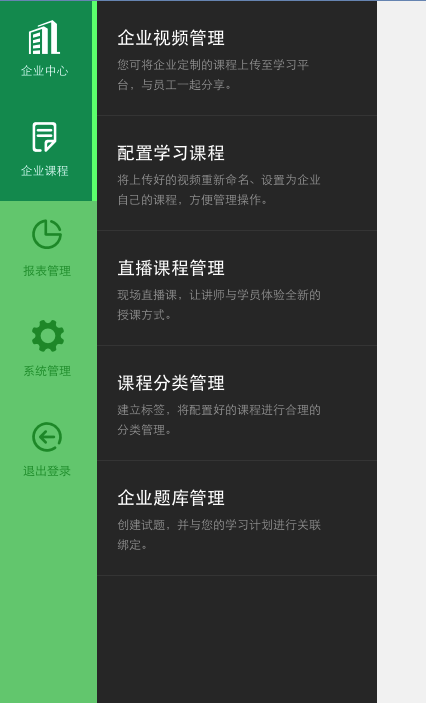 企业中心
企业课程
报表管理
系统管理
退出登录
企业视频管理
您可将企业定制的课程上传至学习平
台，与员工一起分享。
配置学习课程
将上传好的视频重新命名、设置为企业
自己的课程，方便管理操作。
直播课程管理
现场直播课，让讲师与学员体验全新的
授课方式。
课程分类管理
建立标签，将配置好的课程进行合理的
分类管理。
企业题库管理
创建试题，并与您的学习计划进行关联
绑定。